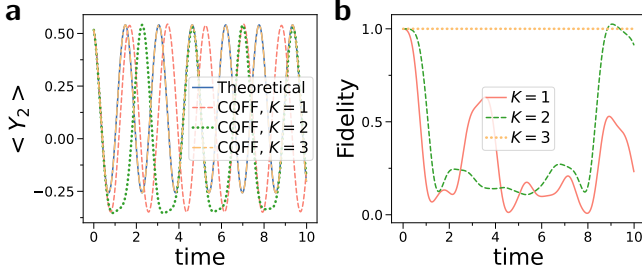 a
0.50
0.25
0.00
−0.25
< Y₂ >
0
2
4
6
8
10
time
Theoretical
CQFF, K = 1
CQFF, K = 2
CQFF, K = 3
b
1.0
0.5
0.0
Fidelity
0
2
4
6
8
10
time
K = 1
K = 2
K = 3